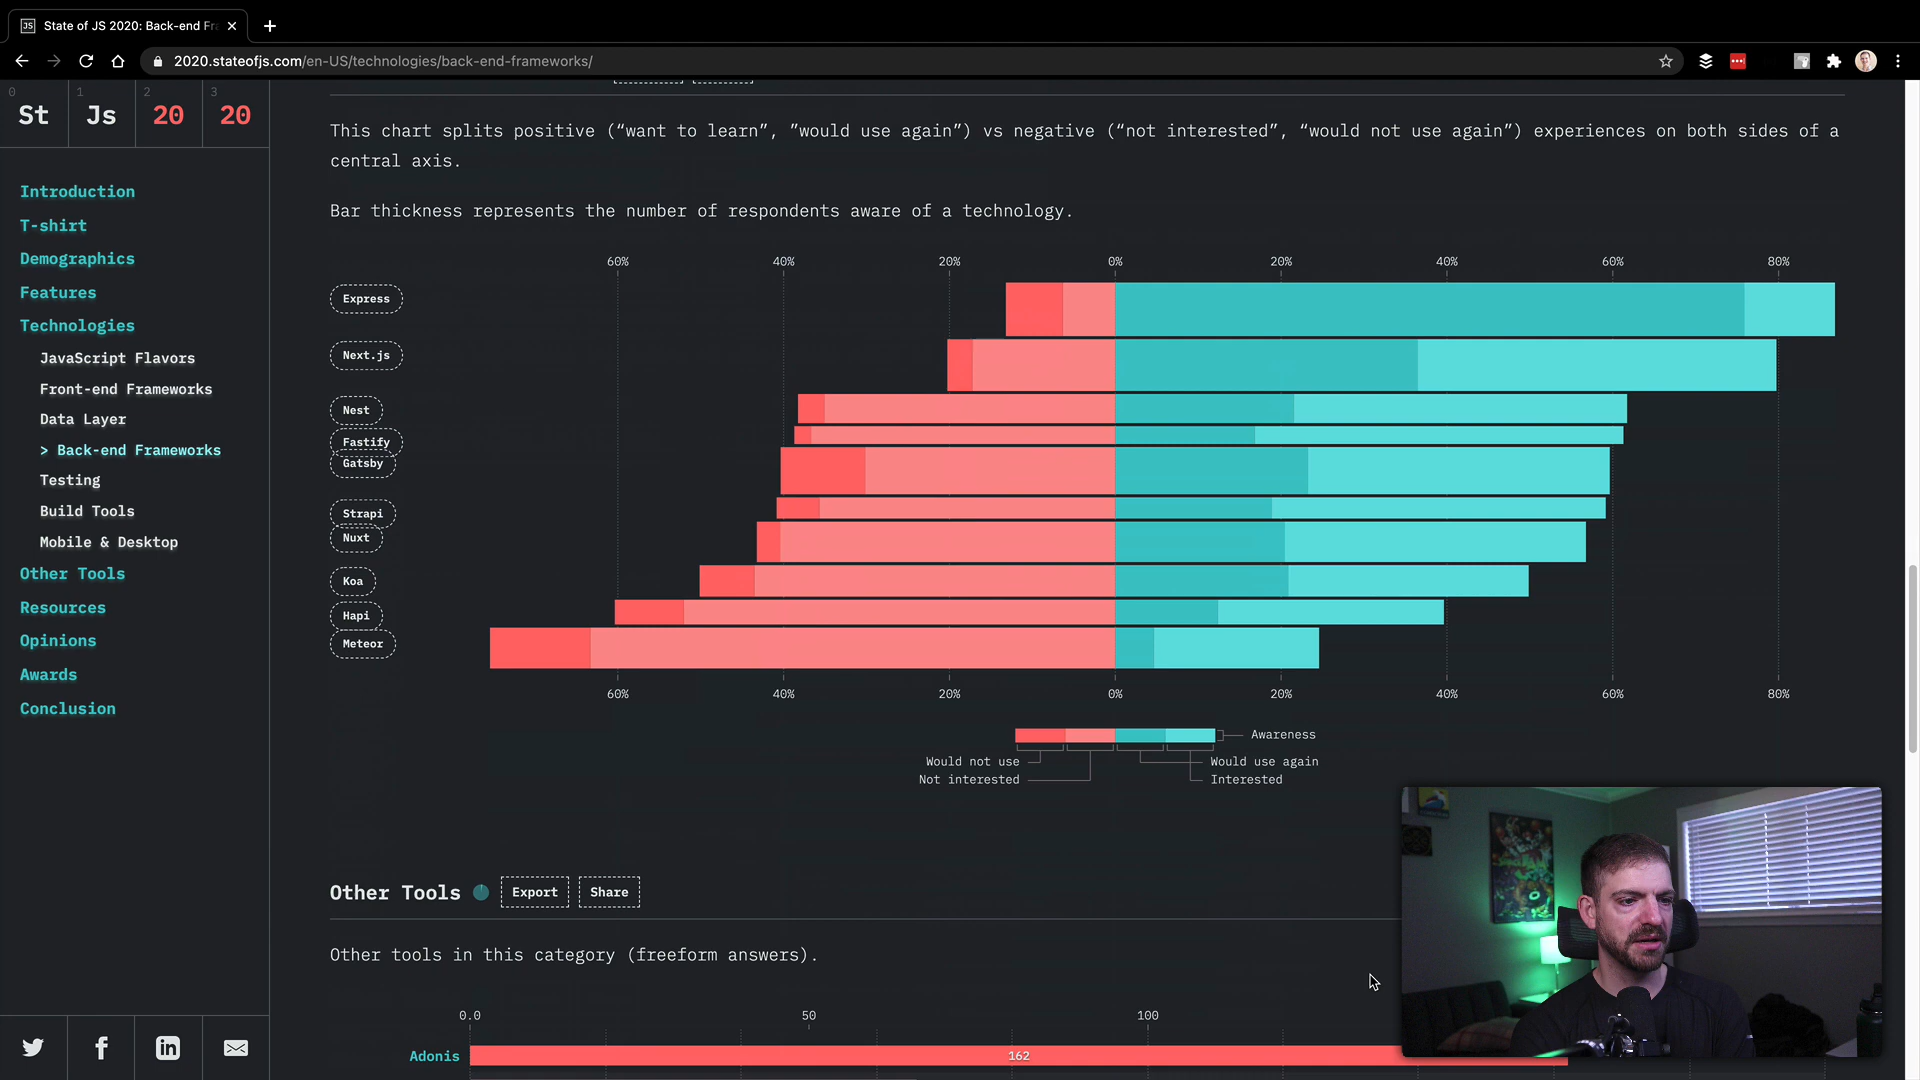 State of JS 2020: Back-end Fr
2020.stateofjs.com/en-US/technologies/back-end-frameworks/
0 1 2 3
St Js 20 20
Introduction
T-shirt
Demographics
Features
Technologies
JavaScript Flavors
Front-end Frameworks
Data Layer
> Back-end Frameworks
Testing
Build Tools
Mobile & Desktop
Other Tools
Resources
Opinions
Awards
Conclusion
This chart splits positive (“want to learn”, ”would use again”) vs negative (“not interested”, “would not use again”) experiences on both sides of a
central axis.
Bar thickness represents the number of respondents aware of a technology.
60% 40% 20% 0% 20% 40% 60% 80%
Express
Next.js
Nest
Fastify
Gatsby
Strapi
Nuxt
Koa
Hapi
Meteor
60% 40% 20% 0% 20% 40% 60% 80%
Awareness
Would not use Would use again
Not interested Interested
Other Tools Export Share
Other tools in this category (freeform answers).
0.0 50 100
Adonis 162